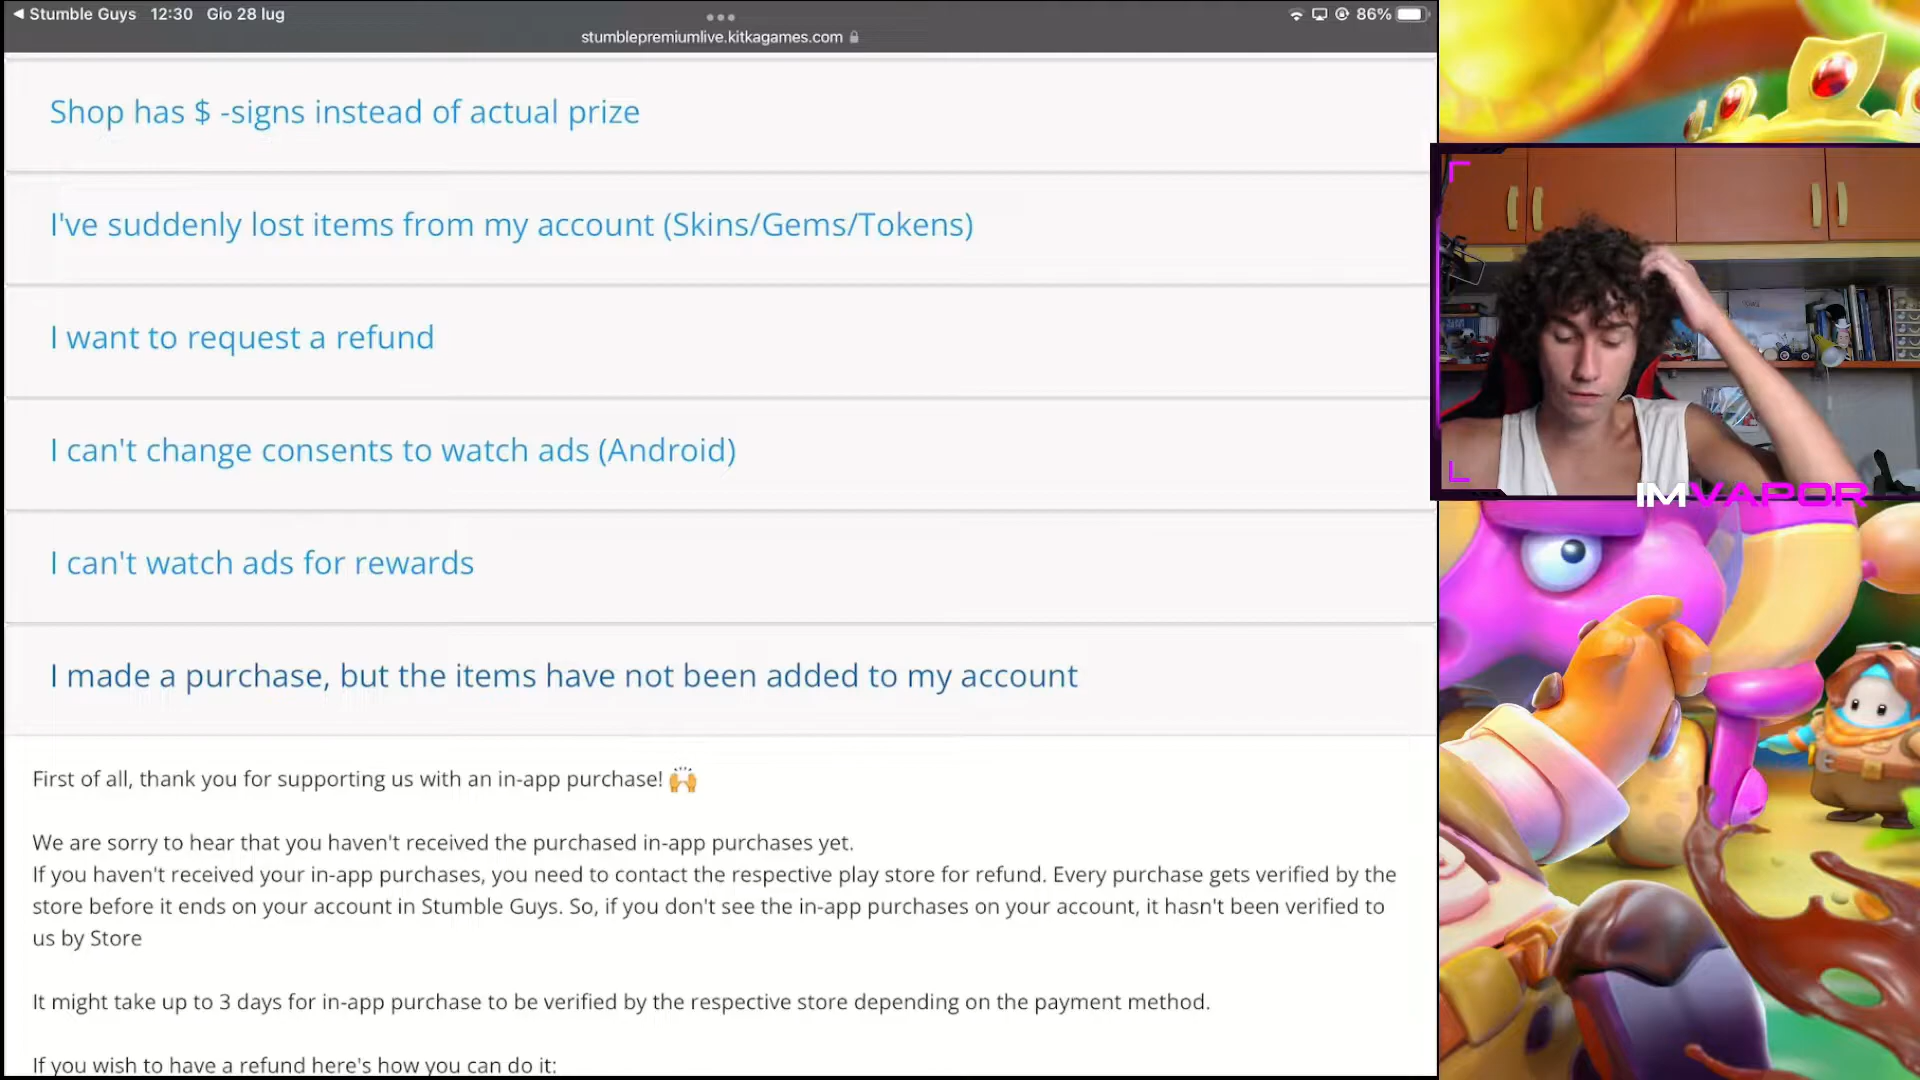 ◀ Stumble Guys 12:30 Gio 28 lug
86%
stumblepremiumlive.kitkagames.com
Shop has $ -signs instead of actual prize
I've suddenly lost items from my account (Skins/Gems/Tokens)
I want to request a refund
I can't change consents to watch ads (Android)
I can't watch ads for rewards
I made a purchase, but the items have not been added to my account
First of all, thank you for supporting us with an in-app purchase! 🙌
We are sorry to hear that you haven't received the purchased in-app purchases yet.
If you haven't received your in-app purchases, you need to contact the respective play store for refund. Every purchase gets verified by the
store before it ends on your account in Stumble Guys. So, if you don't see the in-app purchases on your account, it hasn't been verified to
us by Store
It might take up to 3 days for in-app purchase to be verified by the respective store depending on the payment method.
If you wish to have a refund here's how you can do it:
IMVAPOR